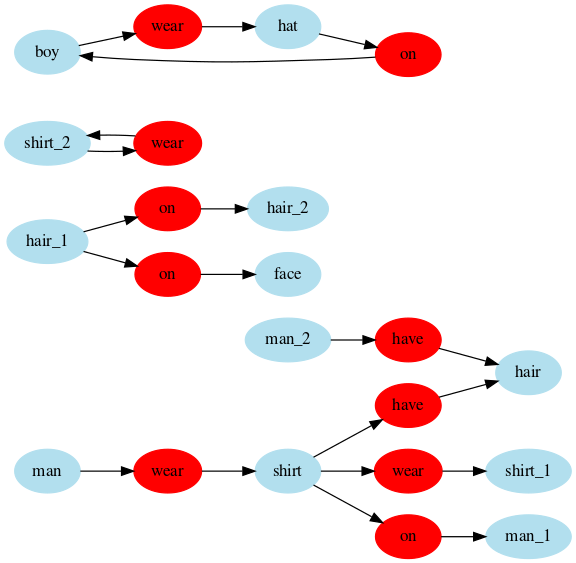 boy
wear
hat
on
shirt_2
wear
hair_1
on
hair_2
on
face
man_2
have
hair
have
man
wear
shirt
wear
shirt_1
on
man_1